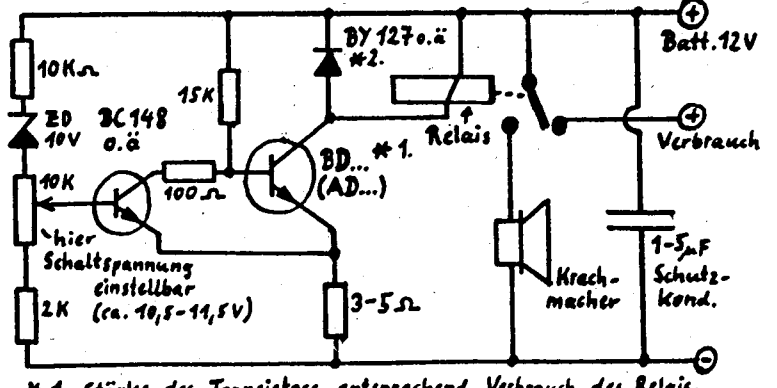 +
Batt. 12V
BY 127 o.ä
*2.
10KΩ
15K
ZD
10V
BC 148
o.ä
Relais
+
Verbrauch
BD... *1.
(AD...)
10K
100Ω
hier
Schaltspannung
einstellbar
(ca. 10,5-11,5V)
2K
3-5Ω
Krach-
macher
1-5µF
Schutz-
kond.
-
*1. Stärke des Transistors entsprechend Verbrauch des Relais